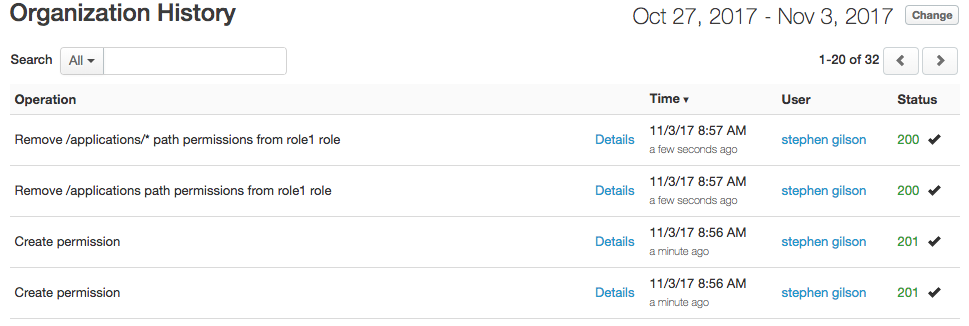 Organization History
Oct 27, 2017 - Nov 3, 2017 Change
Search All 1-20 of 32
Operation Time User Status
Remove /applications/* path permissions from role1 role Details 11/3/17 8:57 AM stephen gilson 200
a few seconds ago
Remove /applications path permissions from role1 role Details 11/3/17 8:57 AM stephen gilson 200
a few seconds ago
Create permission Details 11/3/17 8:56 AM stephen gilson 201
a minute ago
Create permission Details 11/3/17 8:56 AM stephen gilson 201
a minute ago